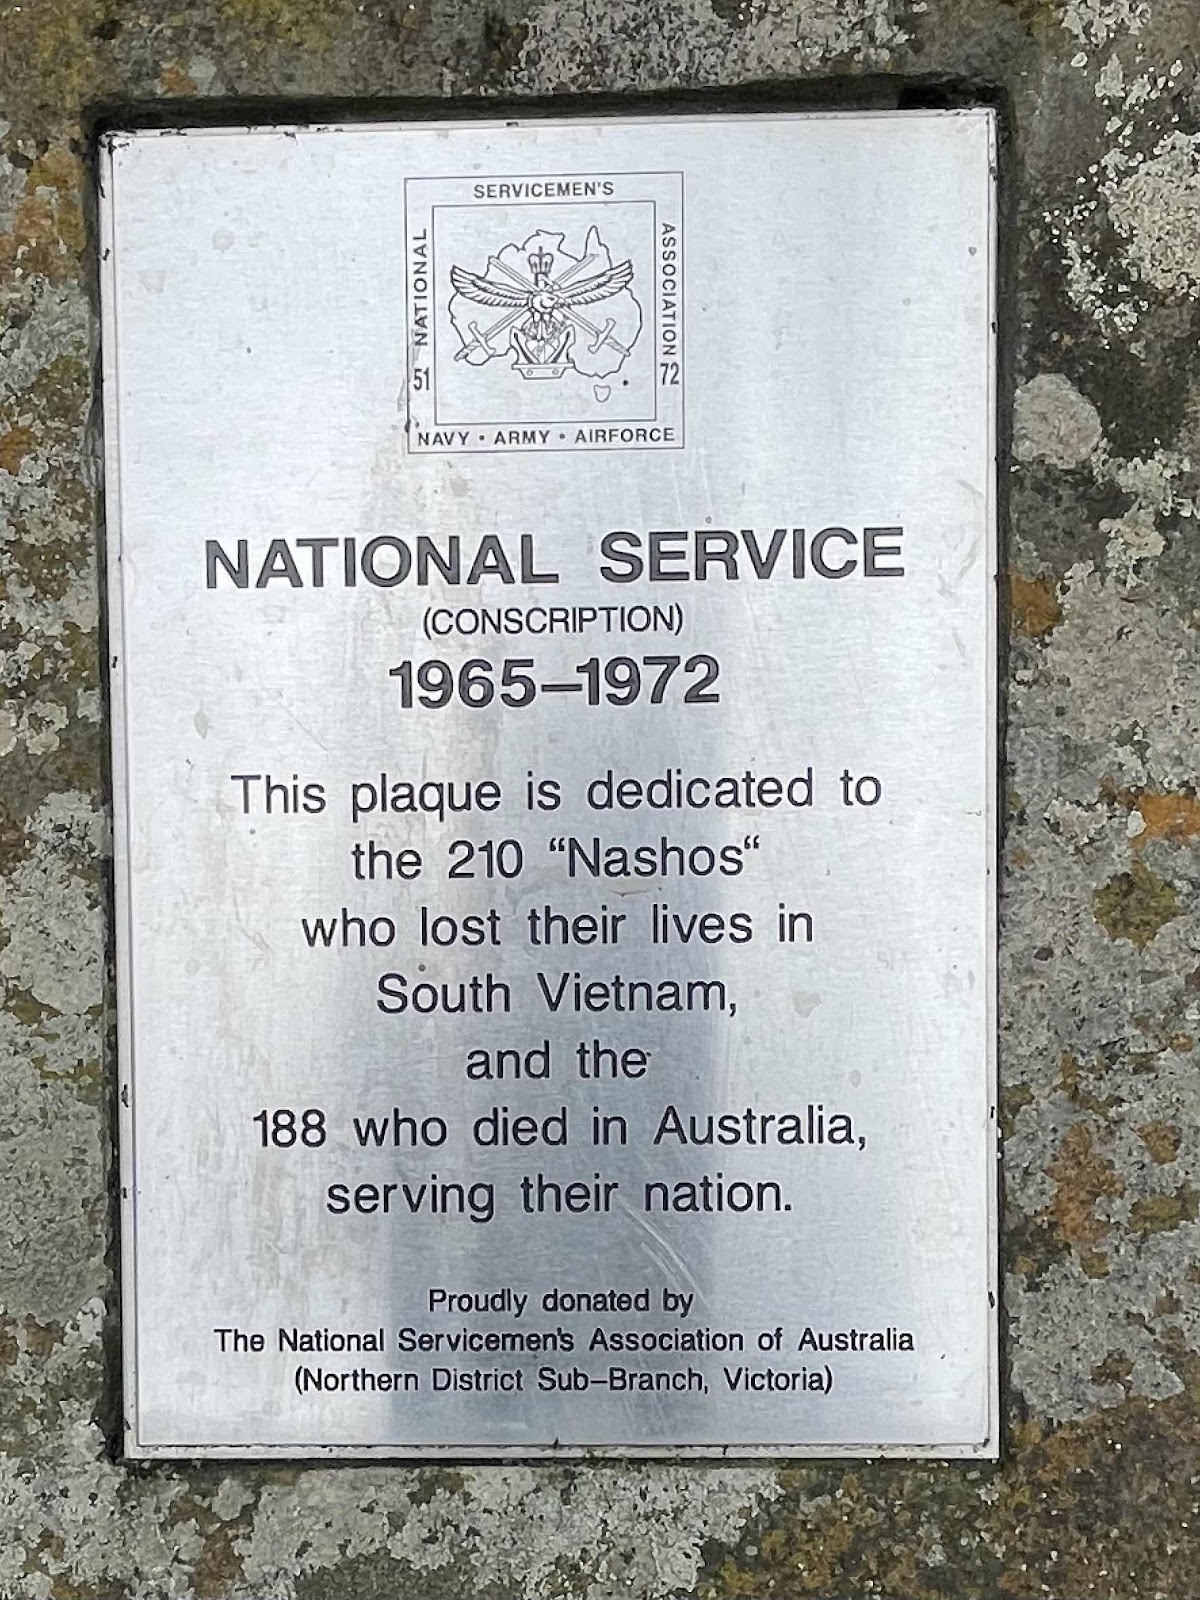 SERVICEMEN'S
NATIONAL
ASSOCIATION
51
72
NAVY • ARMY • AIRFORCE
NATIONAL SERVICE
(CONSCRIPTION)
1965–1972
This plaque is dedicated to
the 210 “Nashos“
who lost their lives in
South Vietnam,
and the
188 who died in Australia,
serving their nation.
Proudly donated by
The National Servicemen's Association of Australia
(Northern District Sub–Branch, Victoria)